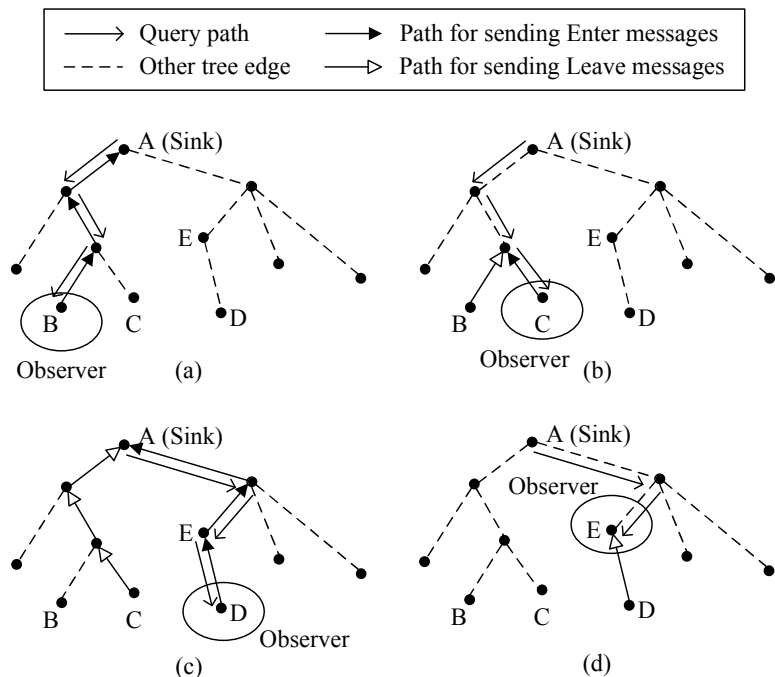 Query path
Path for sending Enter messages
Other tree edge
Path for sending Leave messages
A (Sink)
E
B
C
D
Observer
(a)
A (Sink)
E
B
C
D
Observer
(b)
A (Sink)
E
B
C
D
Observer
(c)
A (Sink)
Observer
E
B
C
D
(d)